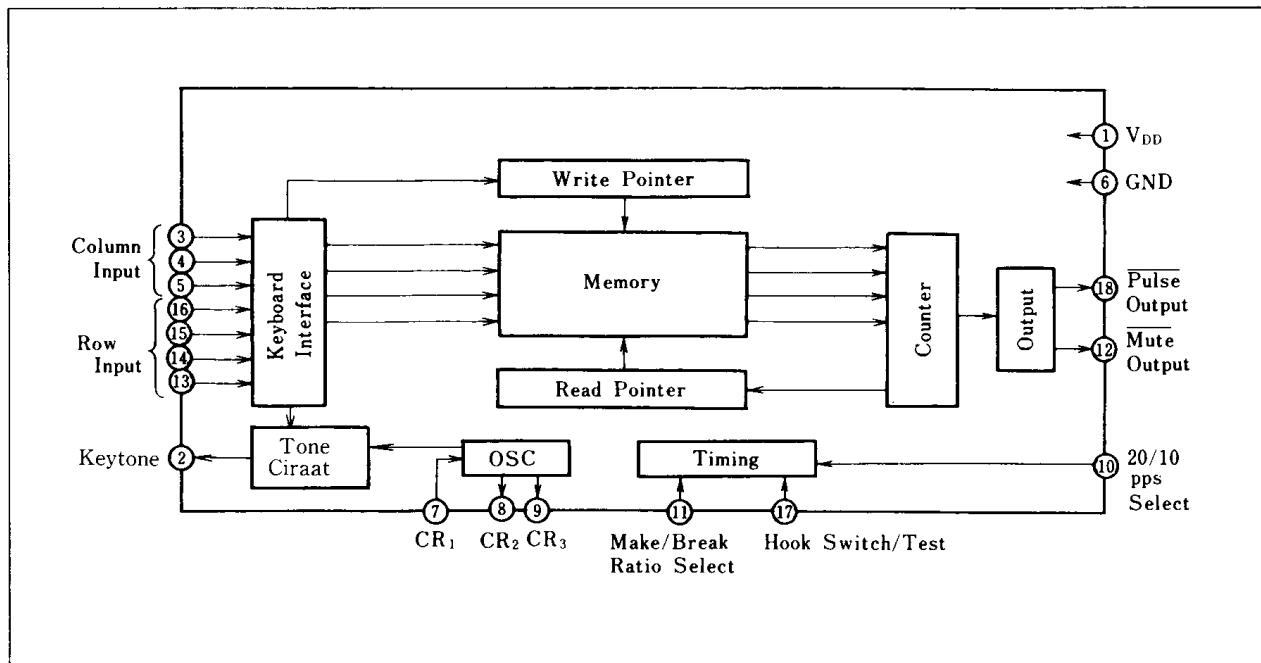 1 V_DD
6 GND
Write Pointer
Column
Input
3
4
5
Row
Input
16
15
14
13
Keyboard
Interface
Memory
Read Pointer
Counter
Output
18 Pulse
Output
12 Mute
Output
Keytone 2
Tone
Ciraat
OSC
Timing
10 20/10
pps
Select
7
CR₁
8
CR₂
9
CR₃
11
Make/Break
Ratio Select
17
Hook Switch/Test